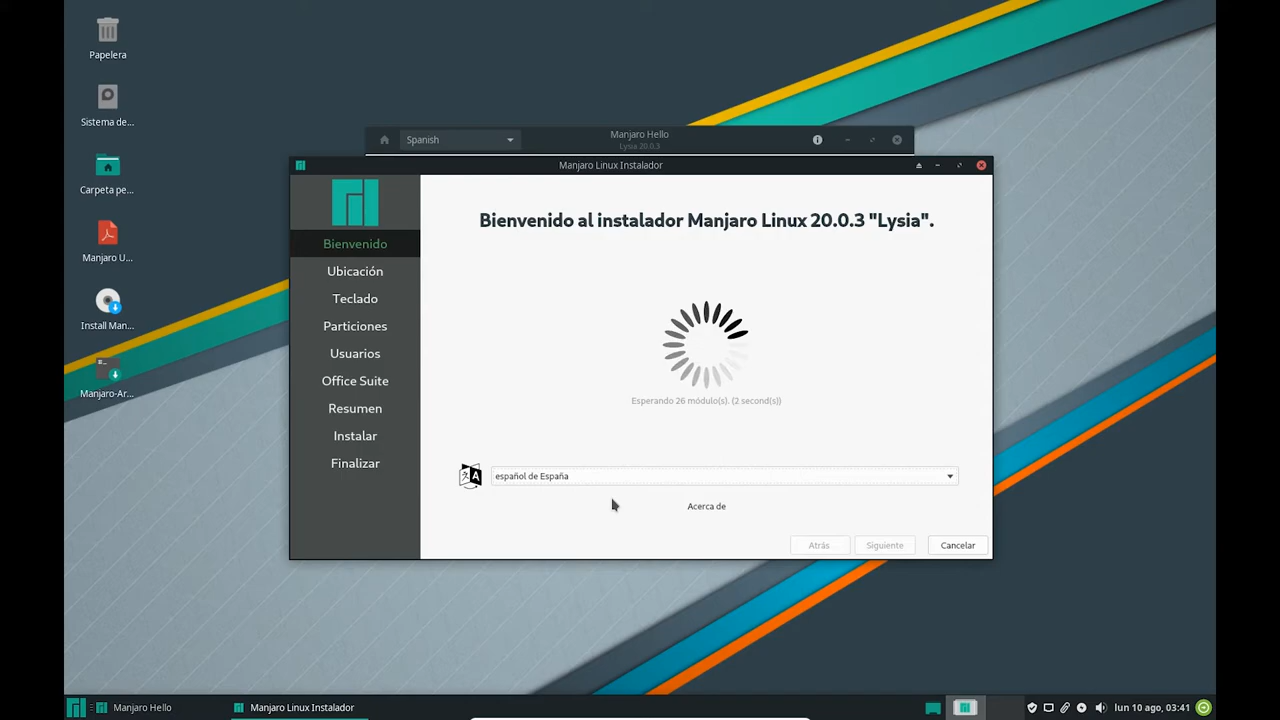 Papelera
Sistema de...
Carpeta pe...
Manjaro U...
Install Man...
Manjaro-Ar...
Spanish
Manjaro Hello
Lysia 20.0.3
Manjaro Linux Instalador
Bienvenido
Ubicación
Teclado
Particiones
Usuarios
Office Suite
Resumen
Instalar
Finalizar
Bienvenido al instalador Manjaro Linux 20.0.3 "Lysia".
Esperando 26 módulo(s). (2 second(s))
español de España
Acerca de
Atrás
Siguiente
Cancelar
Manjaro Hello
Manjaro Linux Instalador
lun 10 ago, 03:41